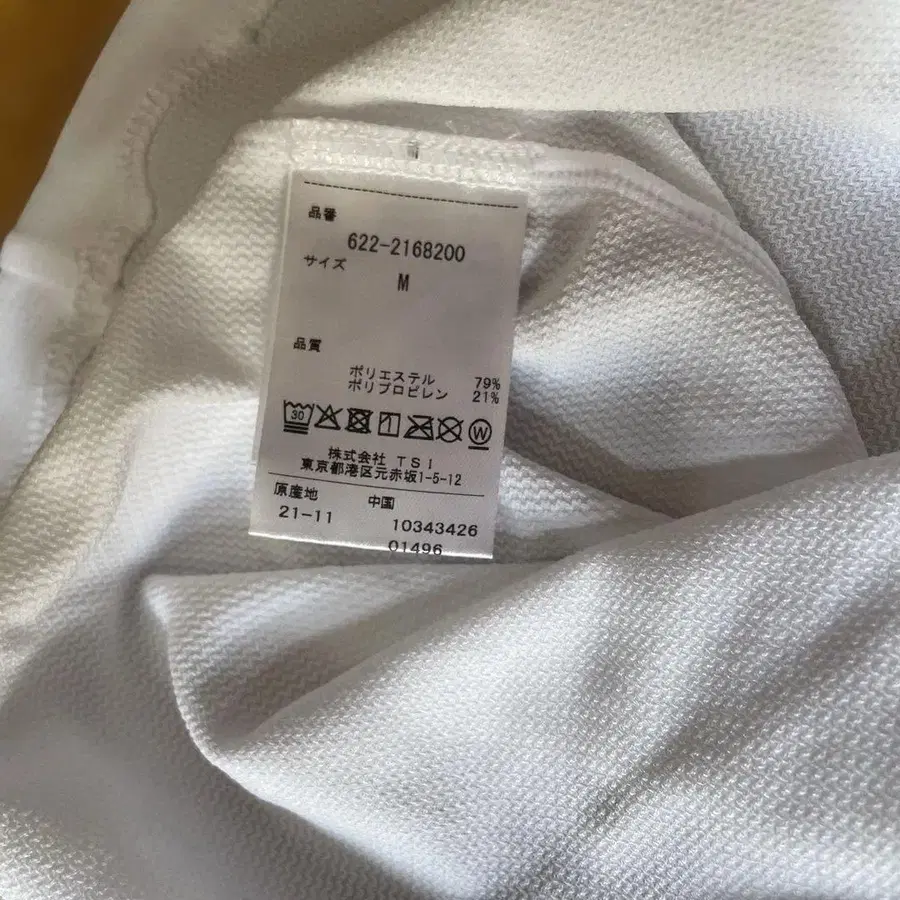 品番
622-2168200
サイズ
M
品質
ポリエステル 79%
ポリプロピレン 21%
30
W
株式会社 TSI
東京都港区元赤坂1-5-12
原産地 中国
21-11 10343426
01496